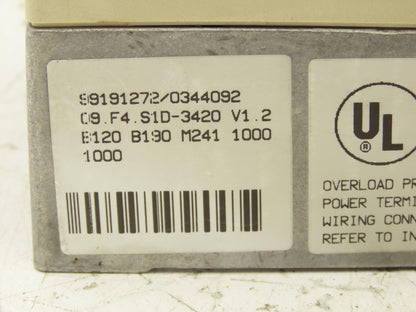 99191272/0344092
09.F4.S1D-3420 V1.2
B120 B190 M241 1000
1000
UL
®
OVERLOAD PR
POWER TERMI
WIRING CONN
REFER TO IN